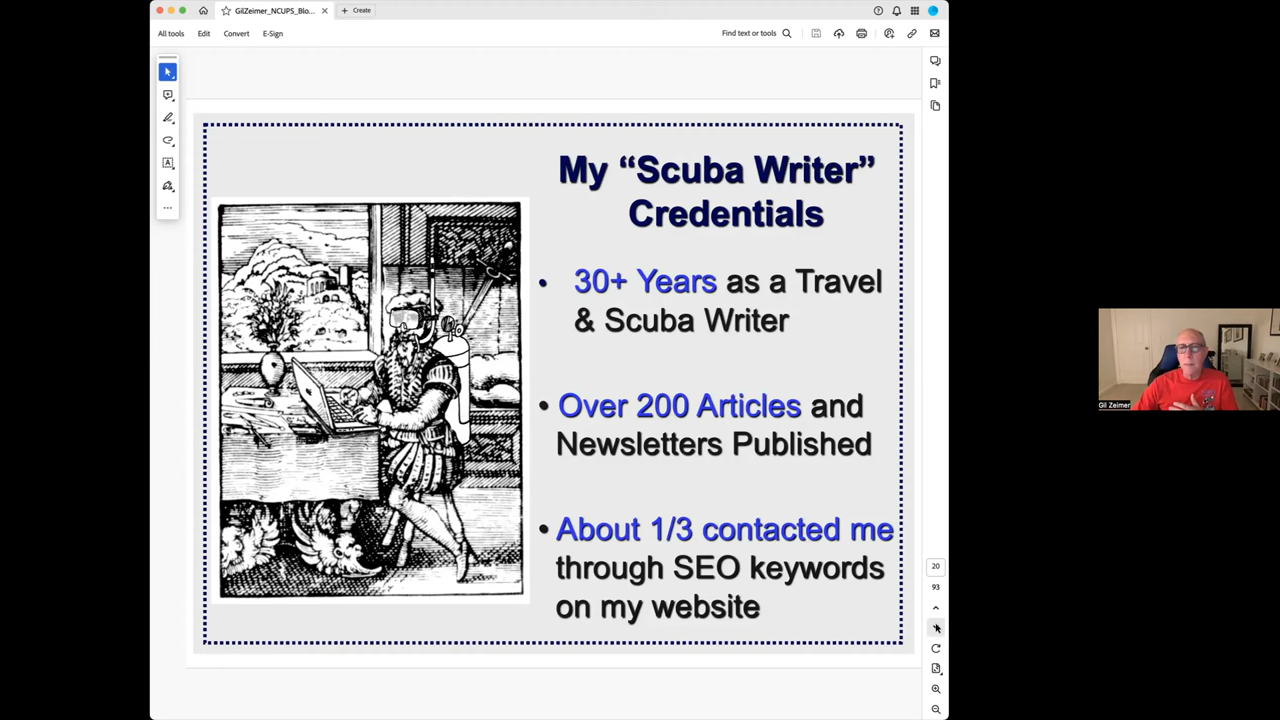 GilZeimer_NCUPS_Blo...
Create
All tools
Edit
Convert
E-Sign
Find text or tools
My “Scuba Writer”
Credentials
• 30+ Years as a Travel
& Scuba Writer
• Over 200 Articles and
Newsletters Published
• About 1/3 contacted me
through SEO keywords
on my website
20
93
Gil Zeimer